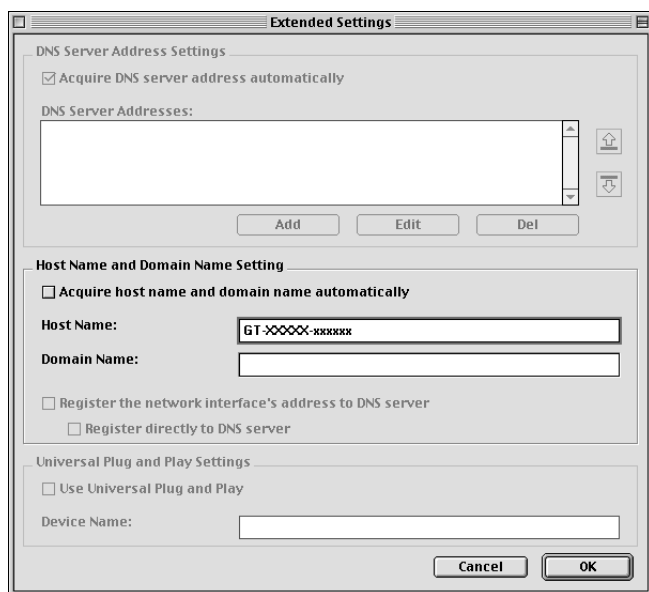 Extended Settings
DNS Server Address Settings
Acquire DNS server address automatically
DNS Server Addresses:
Add Edit Del
Host Name and Domain Name Setting
Acquire host name and domain name automatically
Host Name: GT-XXXXX-xxxxxx
Domain Name:
Register the network interface's address to DNS server
Register directly to DNS server
Universal Plug and Play Settings
Use Universal Plug and Play
Device Name:
Cancel OK